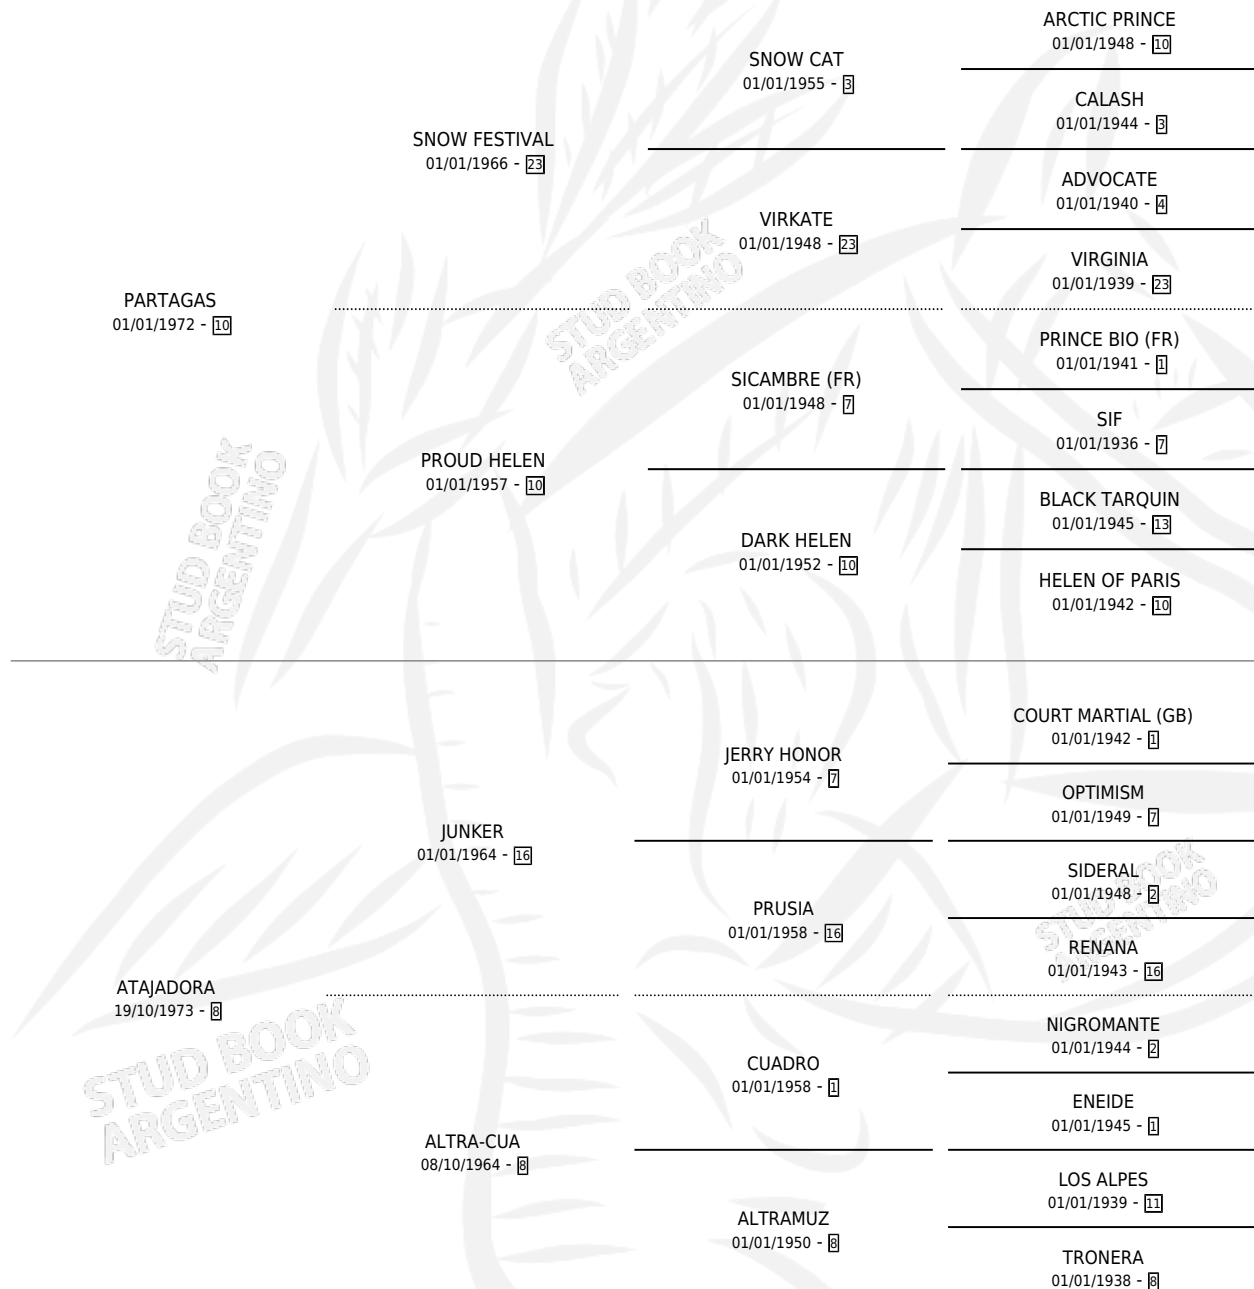 ARCTIC PRINCE
01/01/1948 - 10
SNOW CAT
01/01/1955 - 3
CALASH
01/01/1944 - 3
SNOW FESTIVAL
01/01/1966 - 23
ADVOCATE
01/01/1940 - 4
VIRKATE
01/01/1948 - 23
VIRGINIA
01/01/1939 - 23
PARTAGAS
01/01/1972 - 10
PRINCE BIO (FR)
01/01/1941 - 1
SICAMBRE (FR)
01/01/1948 - 7
SIF
01/01/1936 - 7
PROUD HELEN
01/01/1957 - 10
BLACK TARQUIN
01/01/1945 - 13
DARK HELEN
01/01/1952 - 10
HELEN OF PARIS
01/01/1942 - 10
STUD BOOK
ARGENTINO
STUD BOOK
ARGENTINO
COURT MARTIAL (GB)
01/01/1942 - 1
JERRY HONOR
01/01/1954 - 7
OPTIMISM
01/01/1949 - 7
JUNKER
01/01/1964 - 16
SIDERAL
01/01/1948 - 2
PRUSIA
01/01/1958 - 16
RENANA
01/01/1943 - 16
ATAJADORA
19/10/1973 - 8
NIGROMANTE
01/01/1944 - 2
CUADRO
01/01/1958 - 1
ENEIDE
01/01/1945 - 1
ALTRA-CUA
08/10/1964 - 8
LOS ALPES
01/01/1939 - 11
ALTRAMUZ
01/01/1950 - 8
TRONERA
01/01/1938 - 8
STUD BOOK
ARGENTINO
STUD BOOK
ARGENTINO